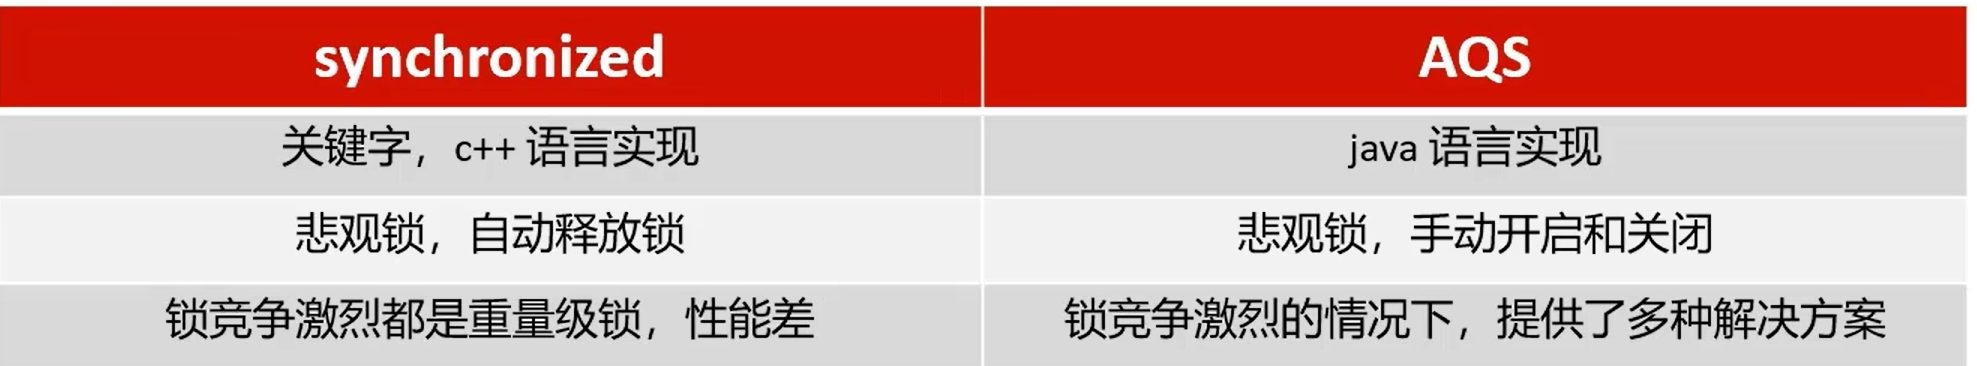 synchronized
AQS
关键字，c++ 语言实现
java 语言实现
悲观锁，自动释放锁
悲观锁，手动开启和关闭
锁竞争激烈都是重量级锁，性能差
锁竞争激烈的情况下，提供了多种解决方案